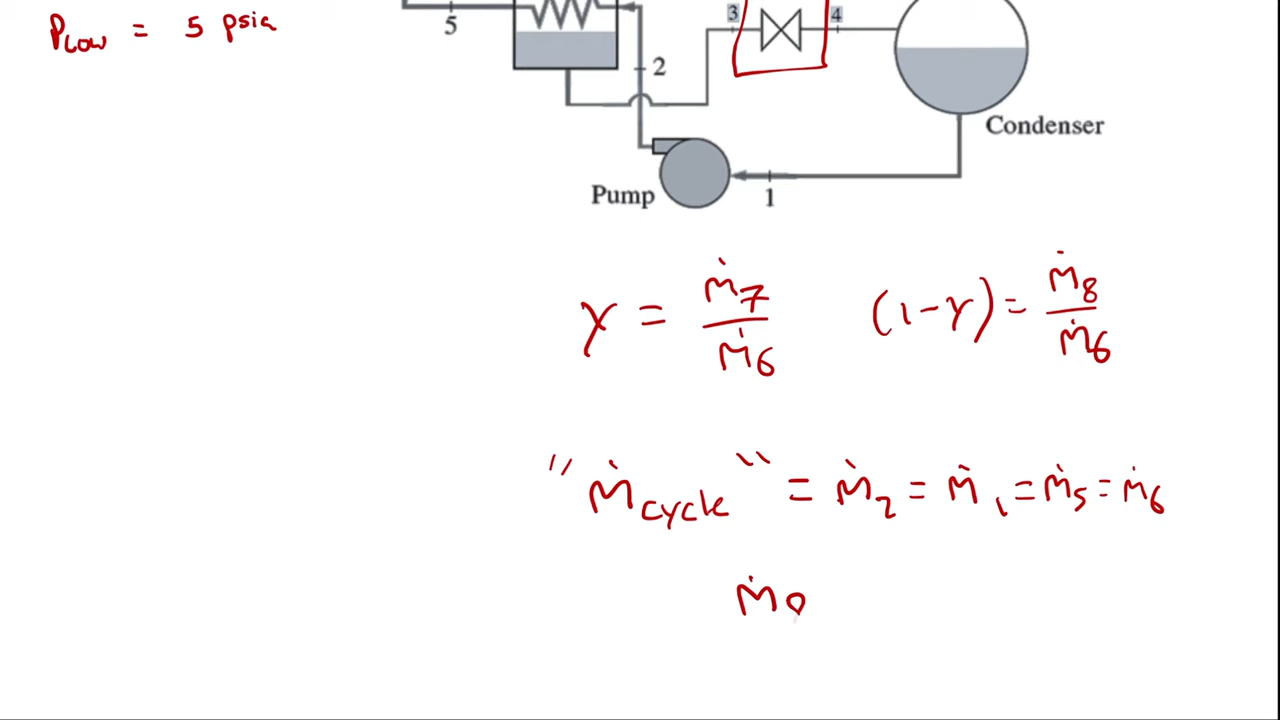 P_Low = 5 psia
5
3
4
2
Condenser
Pump
1
y = ṁ7/ṁ6 (1-y) = ṁ8/ṁ6
"ṁcycle" = ṁ2 = ṁ1 = ṁ5 = ṁ6
ṁ